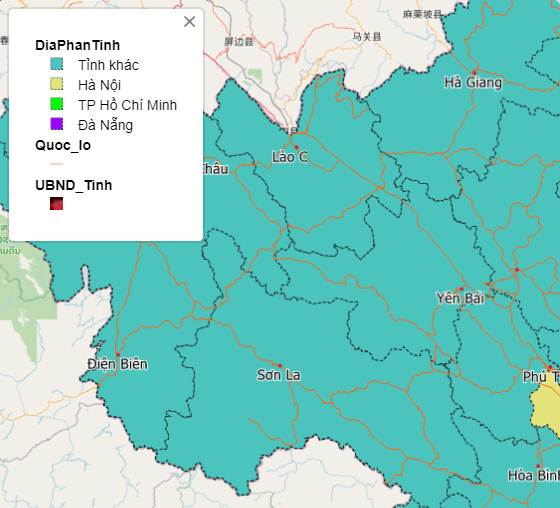 DiaPhanTinh
Tỉnh khác
Hà Nội
TP Hồ Chí Minh
Đà Nẵng
Quoc_lo
UBND_Tinh
屏边县
马关县
麻栗坡县
Hà Giang
Lào C
Châu
Yên Bái
Điện Biên
Sơn La
Phú T
Hòa Bình